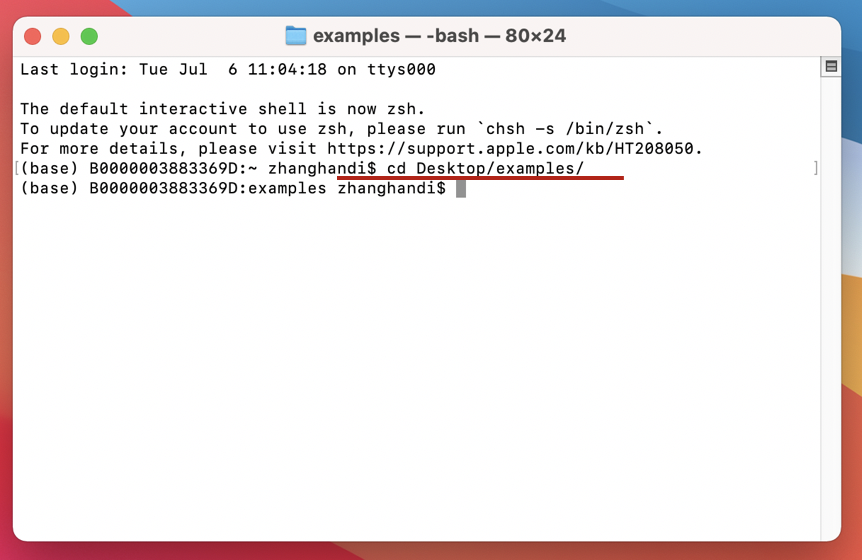 examples — -bash — 80×24
Last login: Tue Jul  6 11:04:18 on ttys000
The default interactive shell is now zsh.
To update your account to use zsh, please run `chsh -s /bin/zsh`.
For more details, please visit https://support.apple.com/kb/HT208050.
[(base) B0000003883369D:~ zhanghandi$ cd Desktop/examples/ ]
(base) B0000003883369D:examples zhanghandi$